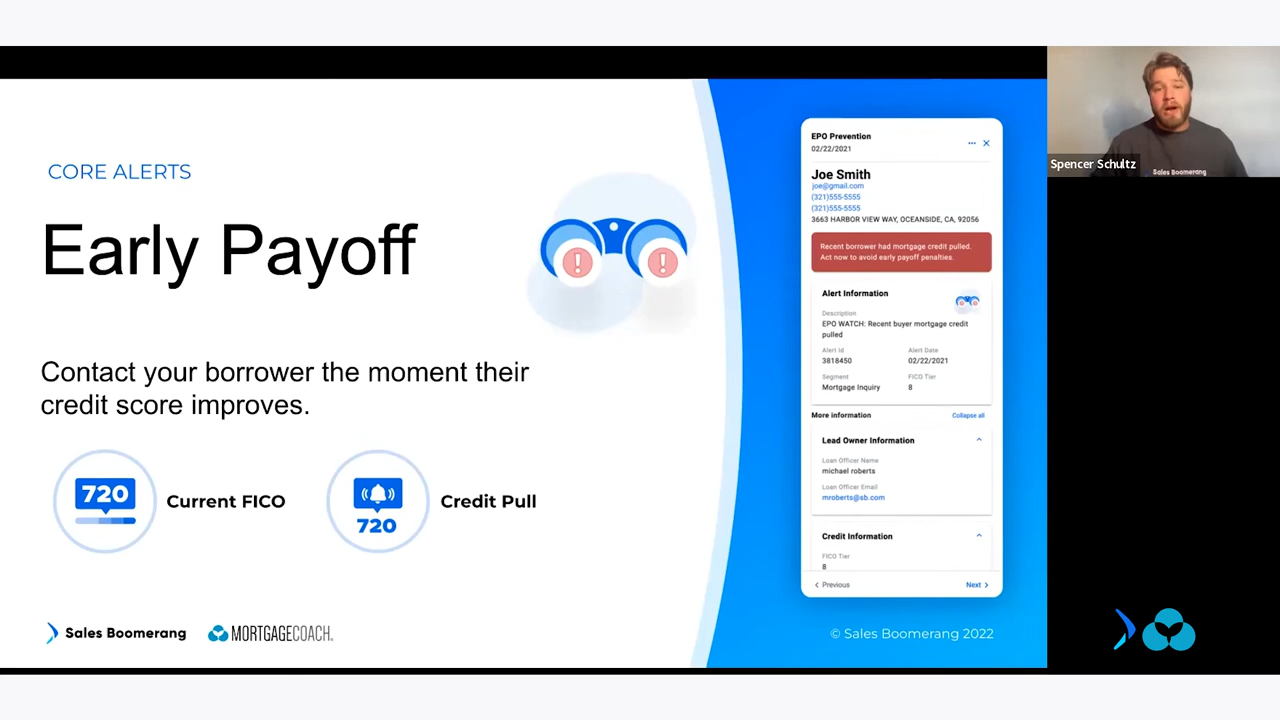 CORE ALERTS
Early Payoff
Contact your borrower the moment their
credit score improves.
720
Current FICO
720
Credit Pull
Sales Boomerang
MORTGAGECOACH
EPO Prevention
02/22/2021
Joe Smith
joe@gmail.com
(321)555-5555
(321)555-5555
3663 HARBOR VIEW WAY, OCEANSIDE, CA, 92056
Recent borrower had mortgage credit pulled.
Act now to avoid early payoff penalties.
Alert Information
Description
EPO WATCH: Recent buyer mortgage credit
pulled
Alert Id
Alert Date
3818450
02/22/2021
Segment
FICO Tier
Mortgage Inquiry
8
More information
Collapse all
Lead Owner Information
Loan Officer Name
michael roberts
Loan Officer Email
mroberts@sb.com
Credit Information
FICO Tier
8
Previous
Next
© Sales Boomerang 2022
Spencer Schultz
Sales Boomerang